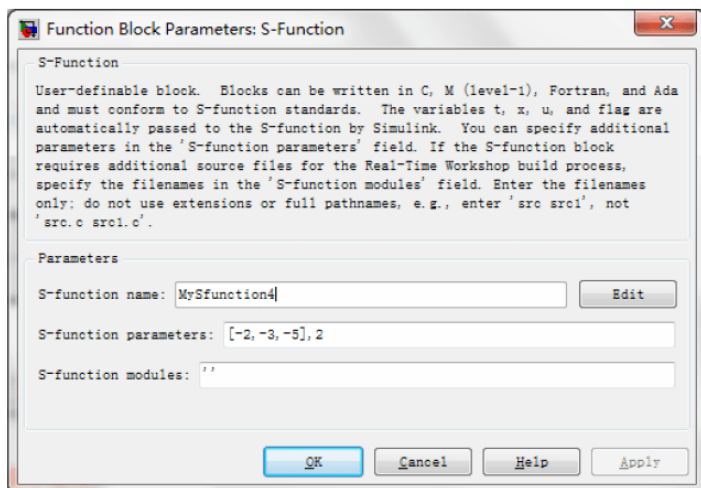 Function Block Parameters: S-Function
S-Function
User-definable block.  Blocks can be written in C, M (level-1), Fortran, and Ada
and must conform to S-function standards.  The variables t, x, u, and flag are
automatically passed to the S-function by Simulink.  You can specify additional
parameters in the 'S-function parameters' field. If the S-function block
requires additional source files for the Real-Time Workshop build process,
specify the filenames in the 'S-function modules' field. Enter the filenames
only; do not use extensions or full pathnames, e.g., enter 'src src1', not
'src.c src1.c'.
Parameters
S-function name: MySfunction4 Edit
S-function parameters: [-2,-3,-5],2
S-function modules: ''
OK Cancel Help Apply